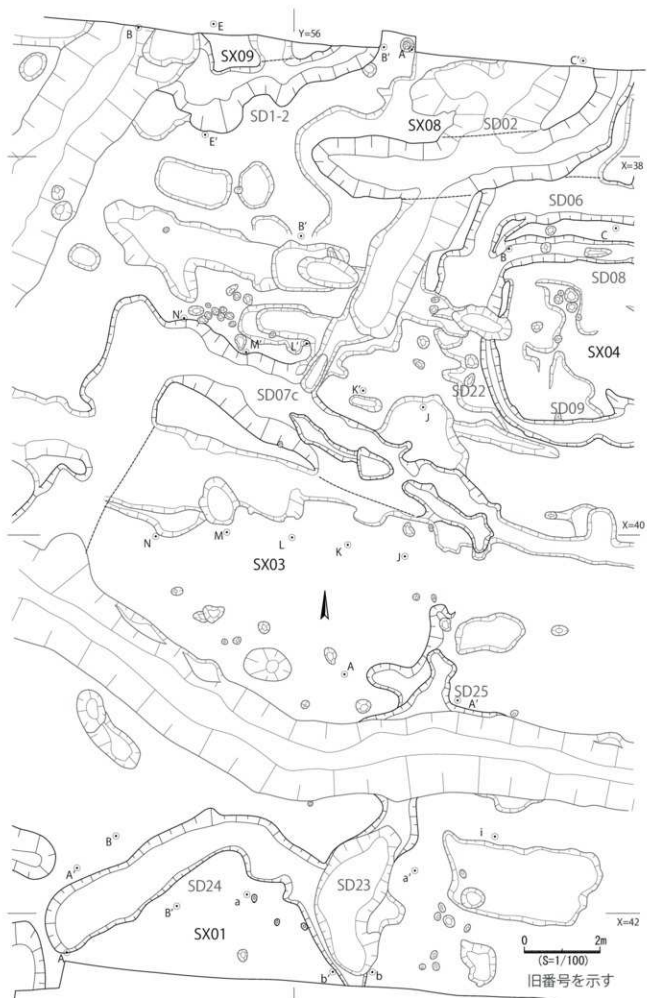 E
B
SX09
Y=56
B'
A
C'
SD1-2
SX08
SD02
E'
X=38
SD06
B'
C
B
SD08
N'
M'
L'
SX04
SD07c
K'
J
SD22
SD09
X=40
N
M
L
K
J
SX03
A
SD25
A'
B
i
A'
SD24
SD23
a'
B'
a
SX01
X=42
A
b'
b
0 2m
(S=1/100)
旧番号を示す